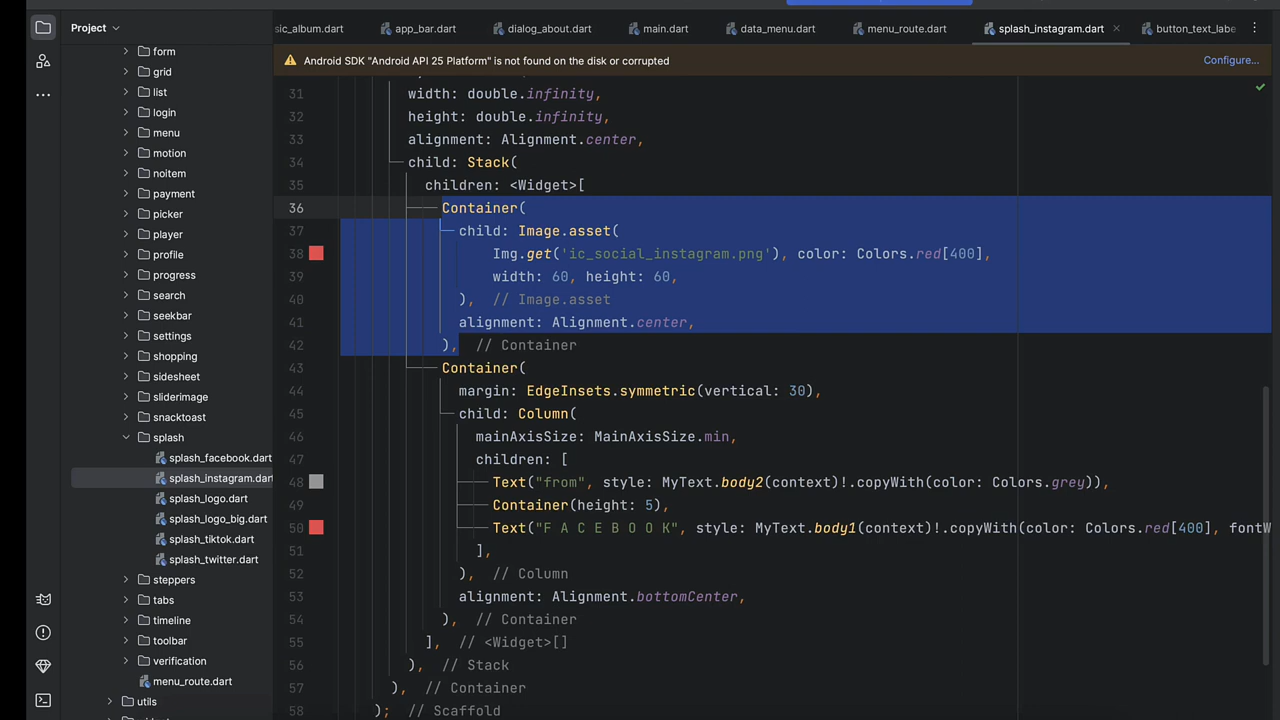 Project
sic_album.dart
app_bar.dart
dialog_about.dart
main.dart
data_menu.dart
menu_route.dart
splash_instagram.dart
button_text_labe
Android SDK "Android API 25 Platform" is not found on the disk or corrupted
Configure...
form
grid
list
login
menu
motion
noitem
payment
picker
player
profile
progress
search
seekbar
settings
shopping
sidesheet
sliderimage
snacktoast
splash
splash_facebook.dart
splash_instagram.dart
splash_logo.dart
splash_logo_big.dart
splash_tiktok.dart
splash_twitter.dart
steppers
tabs
timeline
toolbar
verification
menu_route.dart
utils
31 width: double.infinity,
32 height: double.infinity,
33 alignment: Alignment.center,
34 child: Stack(
35 children: <Widget>[
36 Container(
37 child: Image.asset(
38 Img.get('ic_social_instagram.png'), color: Colors.red[400],
39 width: 60, height: 60,
40 ), // Image.asset
41 alignment: Alignment.center,
42 ), // Container
43 Container(
44 margin: EdgeInsets.symmetric(vertical: 30),
45 child: Column(
46 mainAxisSize: MainAxisSize.min,
47 children: [
48 Text("from", style: MyText.body2(context)!.copyWith(color: Colors.grey)),
49 Container(height: 5),
50 Text("F A C E B O O K", style: MyText.body1(context)!.copyWith(color: Colors.red[400], fontW
51 ],
52 ), // Column
53 alignment: Alignment.bottomCenter,
54 ), // Container
55 ], // <Widget>[]
56 ), // Stack
57 ), // Container
58 ); // Scaffold